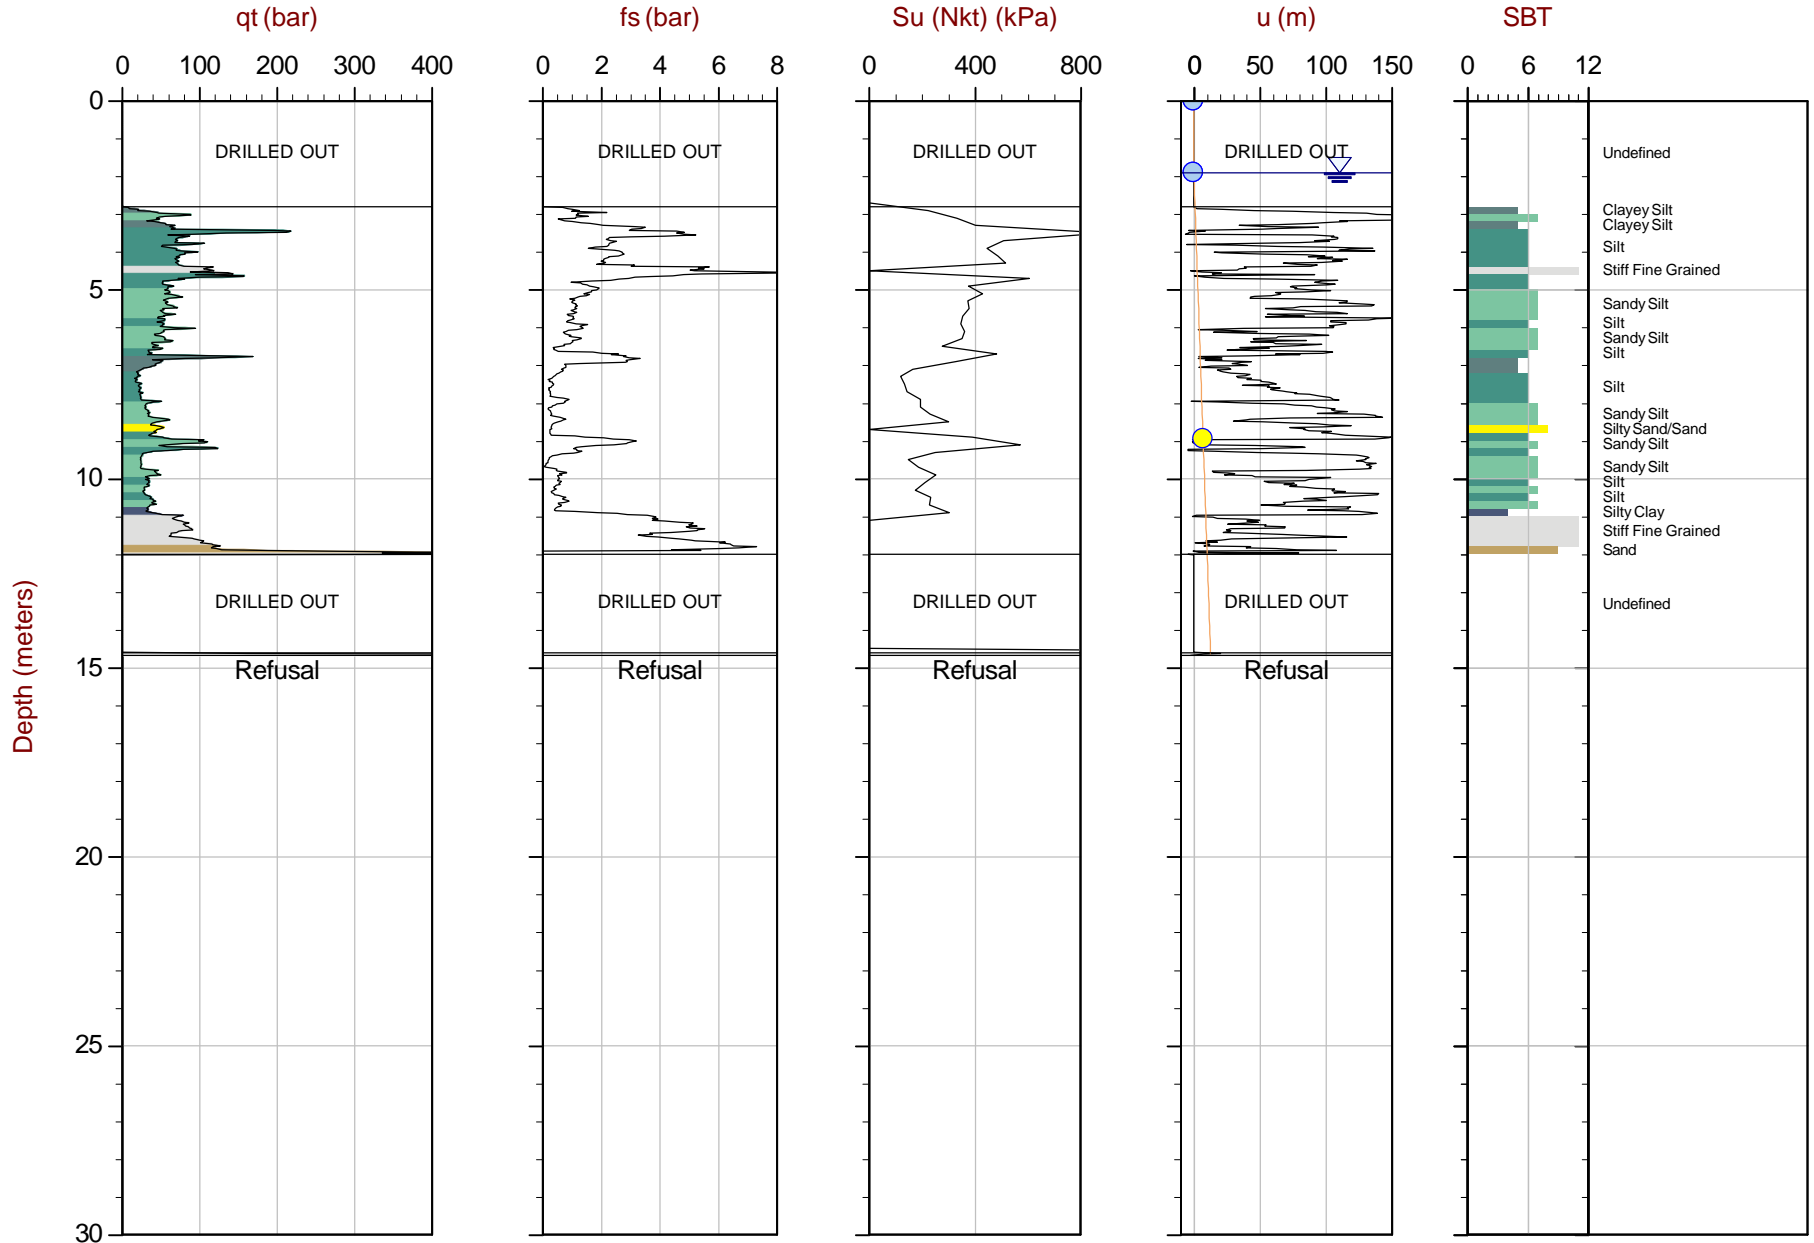 qt (bar)
fs (bar)
Su (Nkt) (kPa)
u (m)
SBT
0 100 200 300 400
0 2 4 6 8
0 400 800
0 50 100 150
0 6 12
0
5
10
15
20
25
30
Depth (meters)
DRILLED OUT
DRILLED OUT
DRILLED OUT
DRILLED OUT
Undefined
Clayey Silt
Clayey Silt
Silt
Stiff Fine Grained
Sandy Silt
Silt
Sandy Silt
Silt
Silt
Sandy Silt
Silty Sand/Sand
Sandy Silt
Sandy Silt
Silt
Silt
Silty Clay
Stiff Fine Grained
Sand
DRILLED OUT
DRILLED OUT
DRILLED OUT
DRILLED OUT
Undefined
Refusal
Refusal
Refusal
Refusal